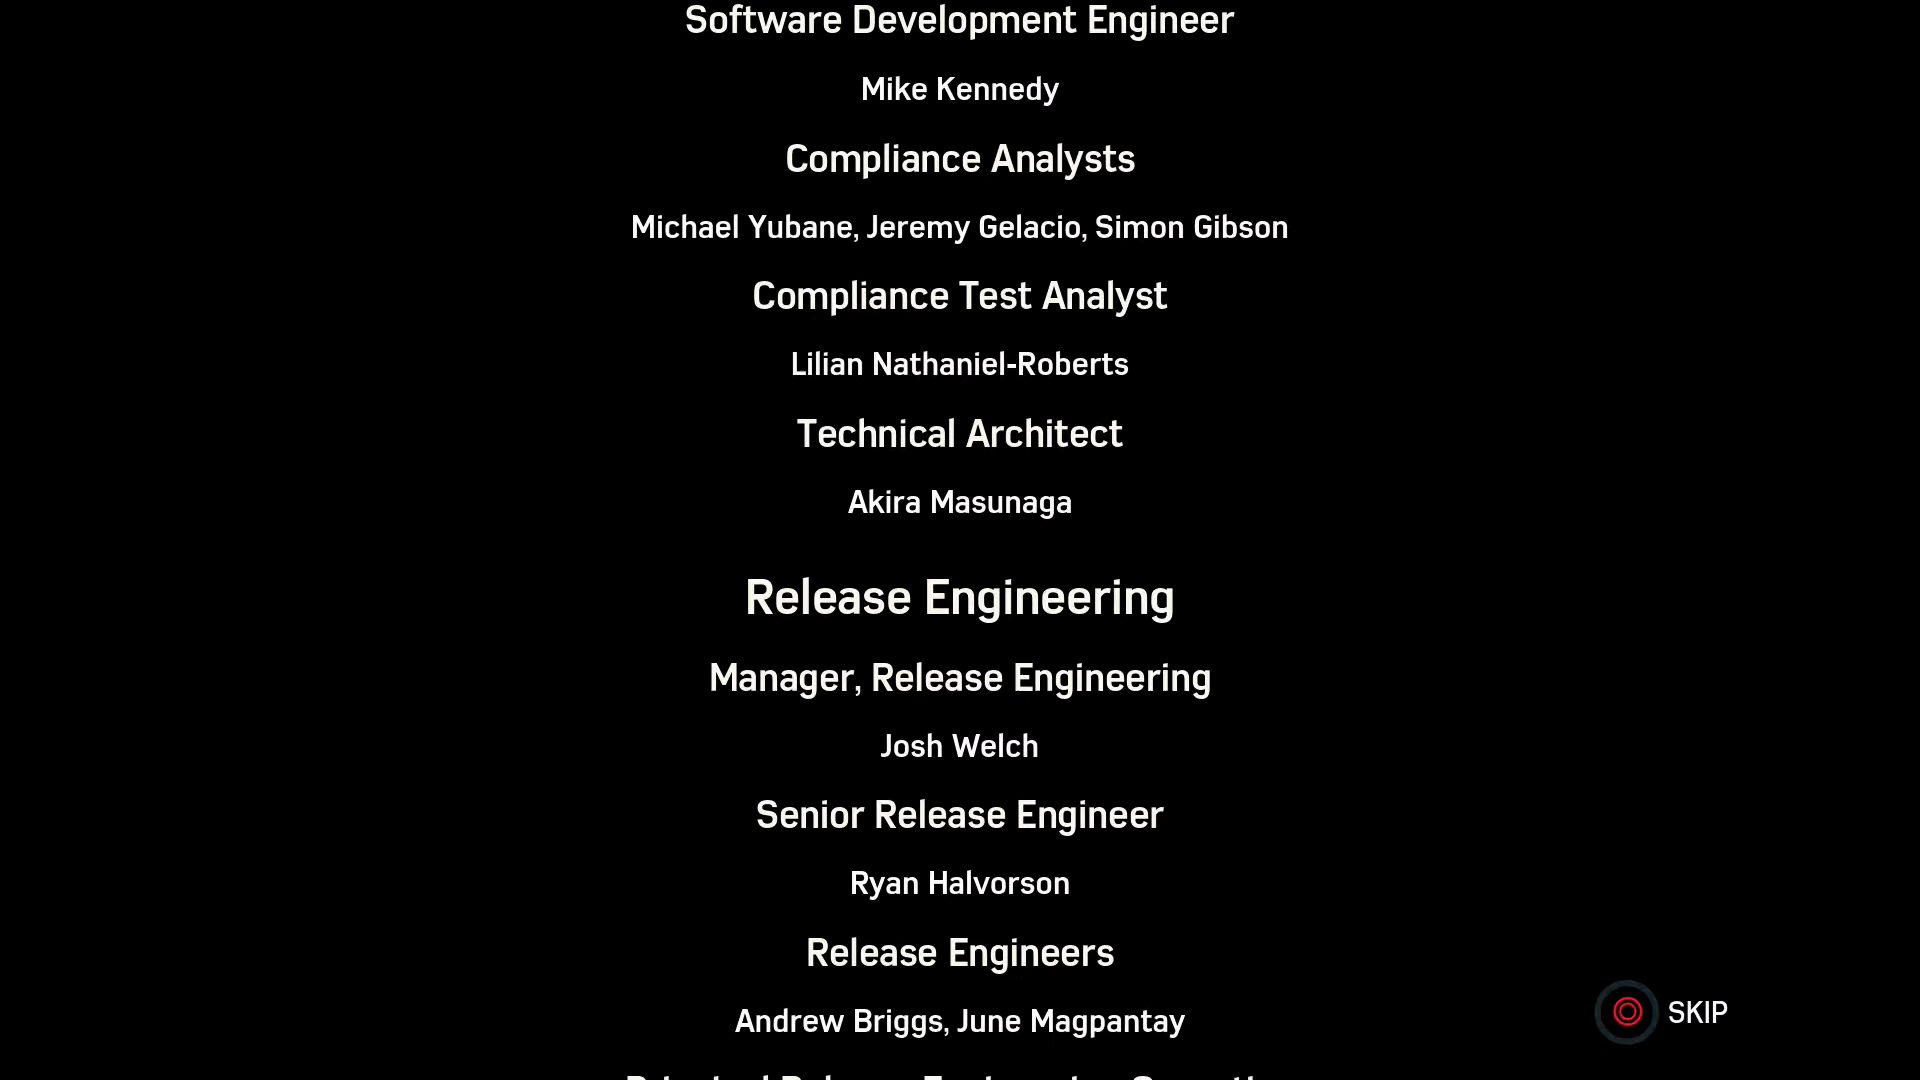 Software Development Engineer
Mike Kennedy
Compliance Analysts
Michael Yubane, Jeremy Gelacio, Simon Gibson
Compliance Test Analyst
Lilian Nathaniel-Roberts
Technical Architect
Akira Masunaga
Release Engineering
Manager, Release Engineering
Josh Welch
Senior Release Engineer
Ryan Halvorson
Release Engineers
Andrew Briggs, June Magpantay
SKIP